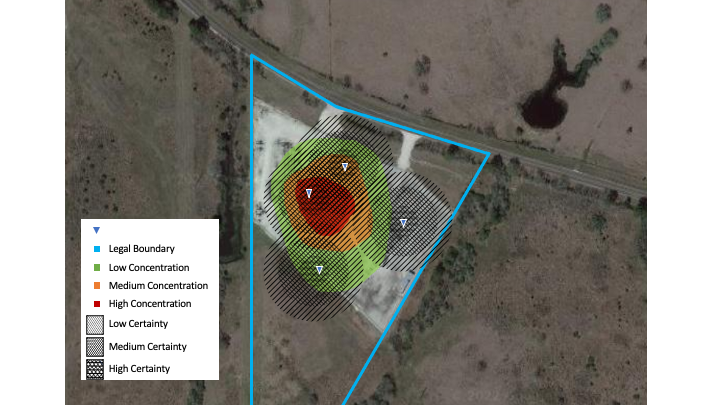 Legal Boundary
Low Concentration
Medium Concentration
High Concentration
Low Certainty
Medium Certainty
High Certainty